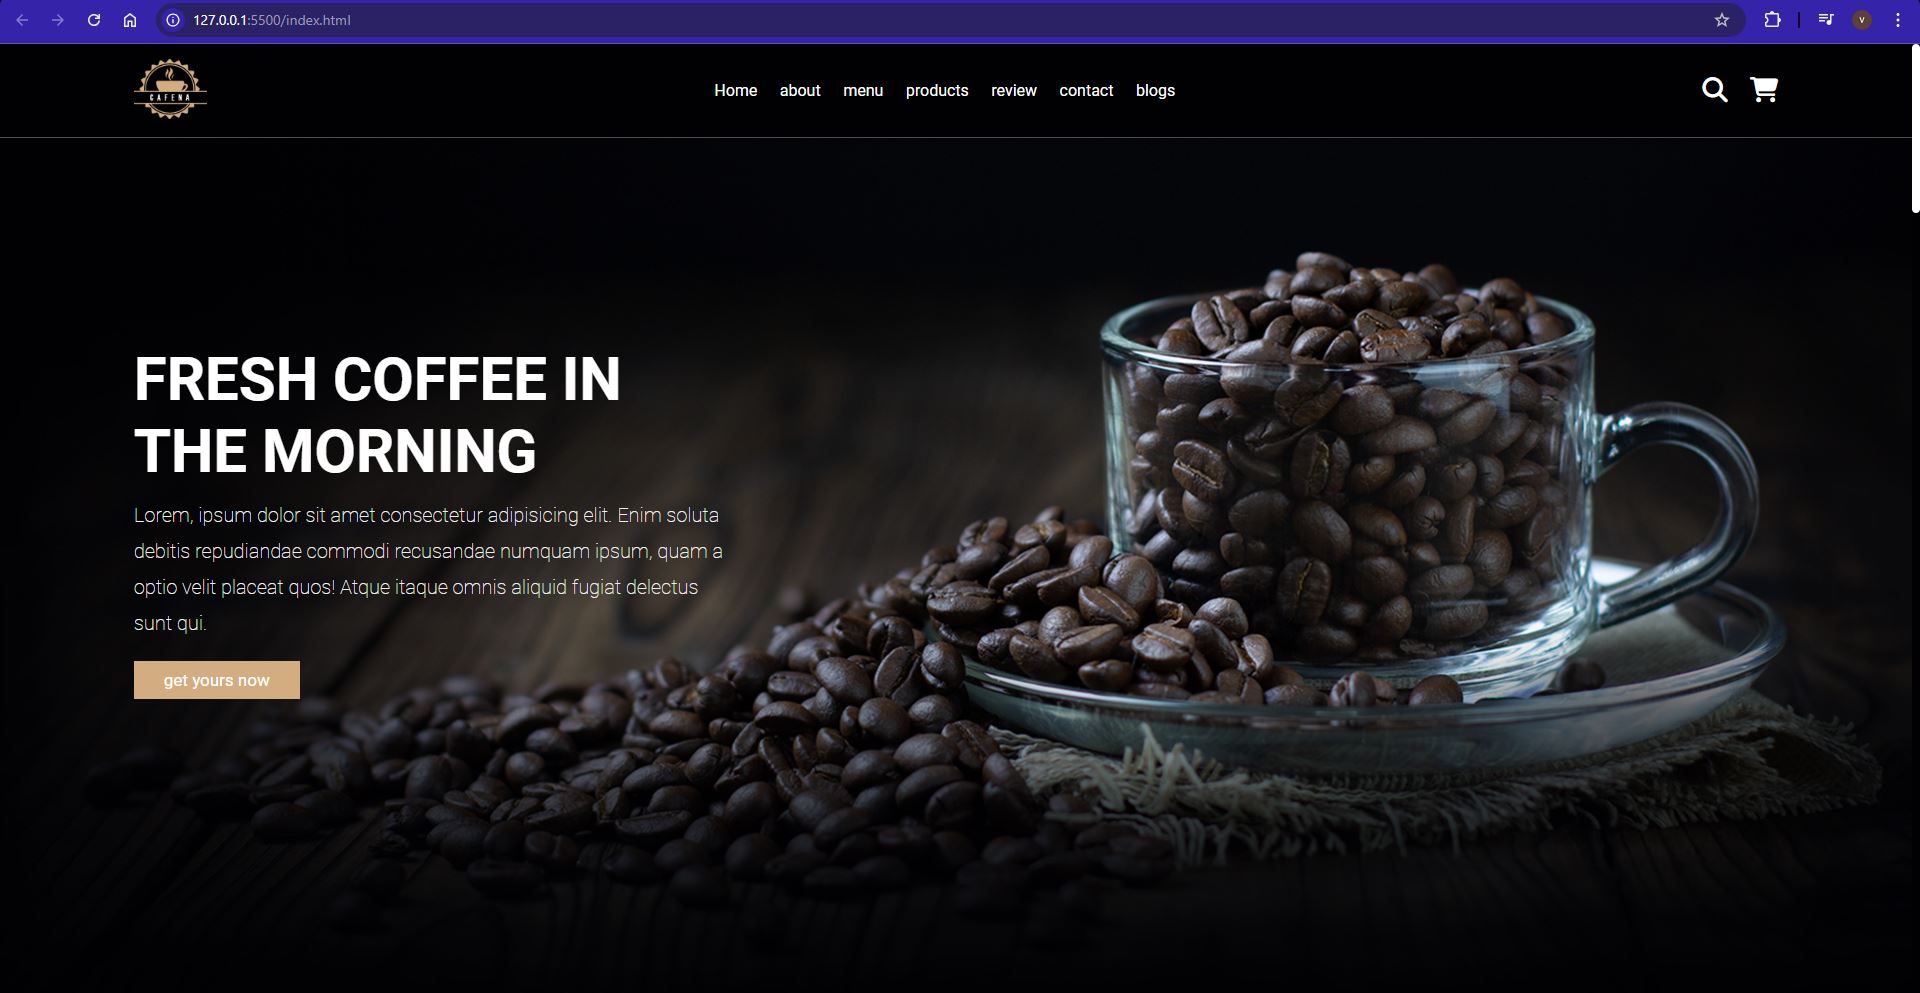 127.0.0.1:5500/index.html
V
CAFENA
Home about menu products review contact blogs
FRESH COFFEE IN
THE MORNING
Lorem, ipsum dolor sit amet consectetur adipisicing elit. Enim soluta
debitis repudiandae commodi recusandae numquam ipsum, quam a
optio velit placeat quos! Atque itaque omnis aliquid fugiat delectus
sunt qui.
get yours now